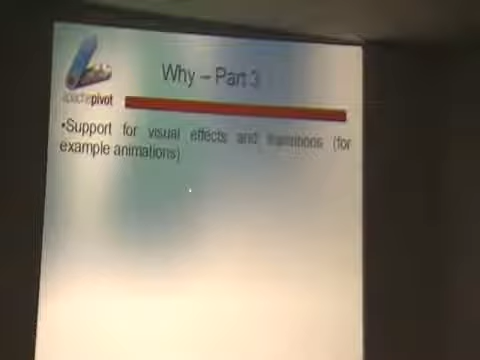 Why – Part 3
apachepivot
•Support for visual effects and transitions (for
example animations)